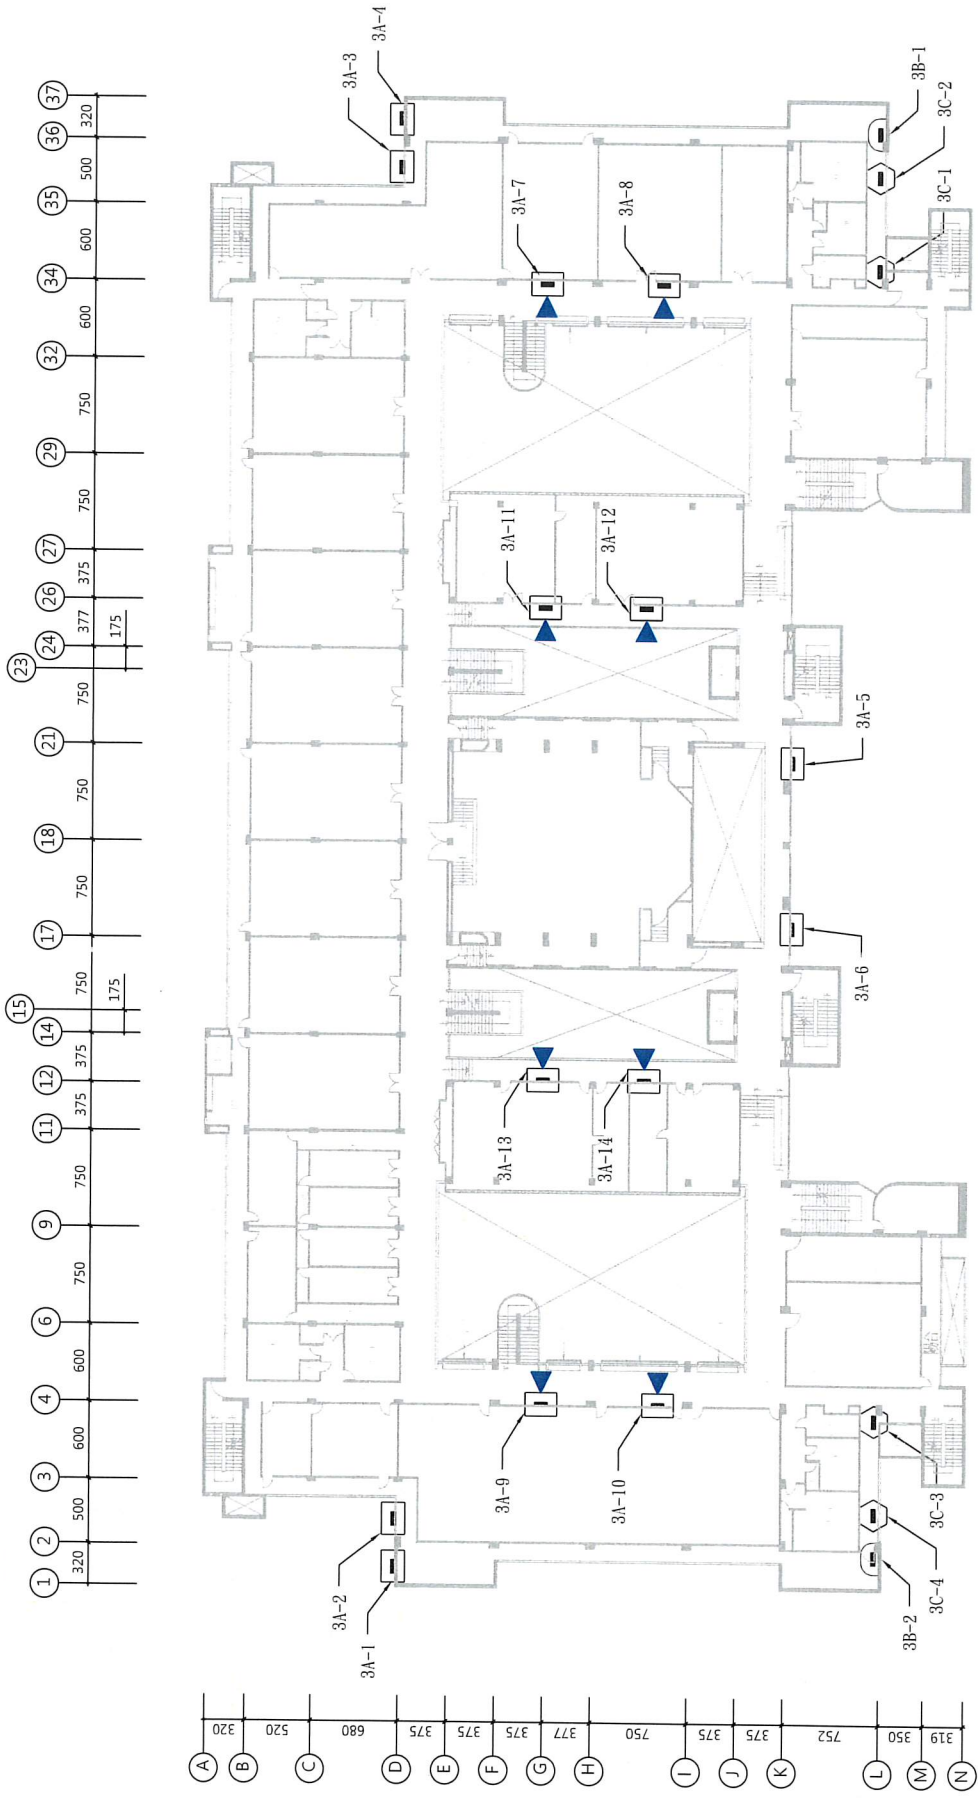 1 2 3 4 6 9 11 12 14 15 17 18 21 23 24 26 27 29 32 34 35 36 37
320 500 600 600 750 750 375 375 750 750 750 750 377 375 750 750 600 600 500 320
175 175
A
320
B
520
C
680
D
375
E
375
F
375
G
377
H
750
I
375
J
375
K
752
L
350
M
319
N
3A-1
3A-2
3A-3
3A-4
3A-9
3A-13
3A-11
3A-7
3A-10
3A-14
3A-12
3A-8
3A-6
3A-5
3B-2
3C-4
3C-3
3C-1
3C-2
3B-1